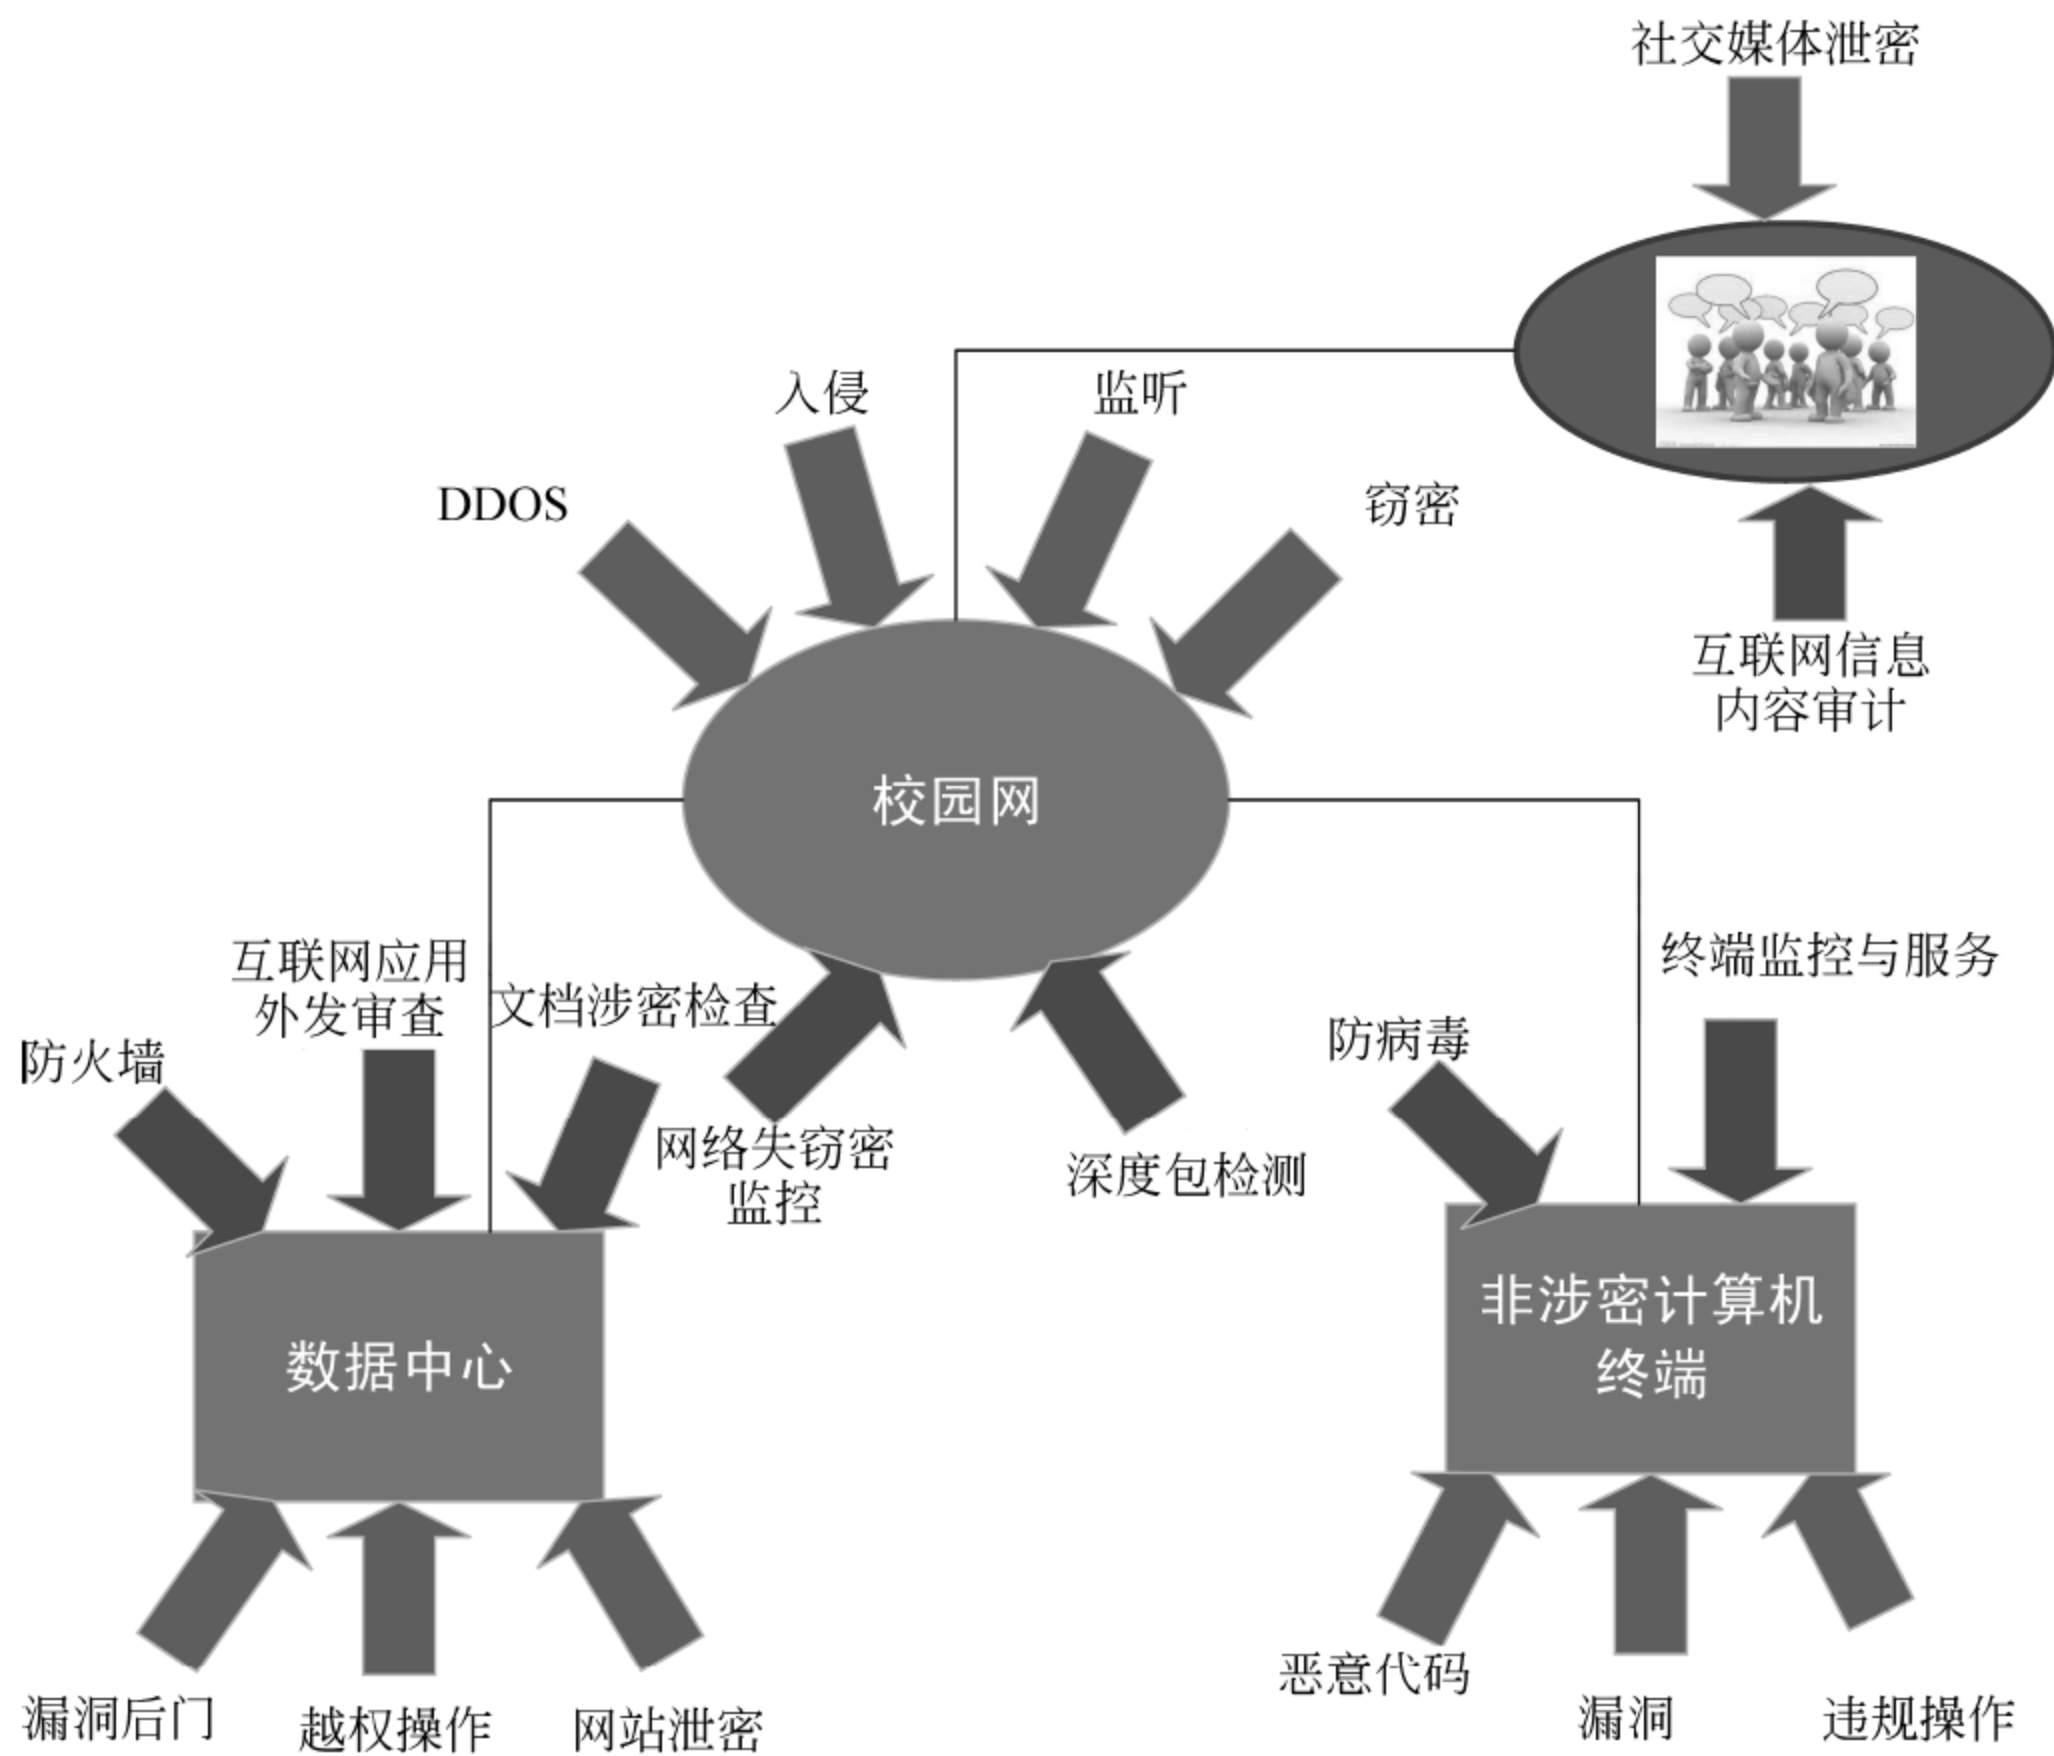 社交媒体泄密
入侵
监听
DDOS
窃密
互联网信息
内容审计
校园网
互联网应用
外发审查
文档涉密检查
终端监控与服务
防火墙
防病毒
网络失窃密
监控
深度包检测
数据中心
非涉密计算机
终端
漏洞后门
越权操作
网站泄密
恶意代码
漏洞
违规操作